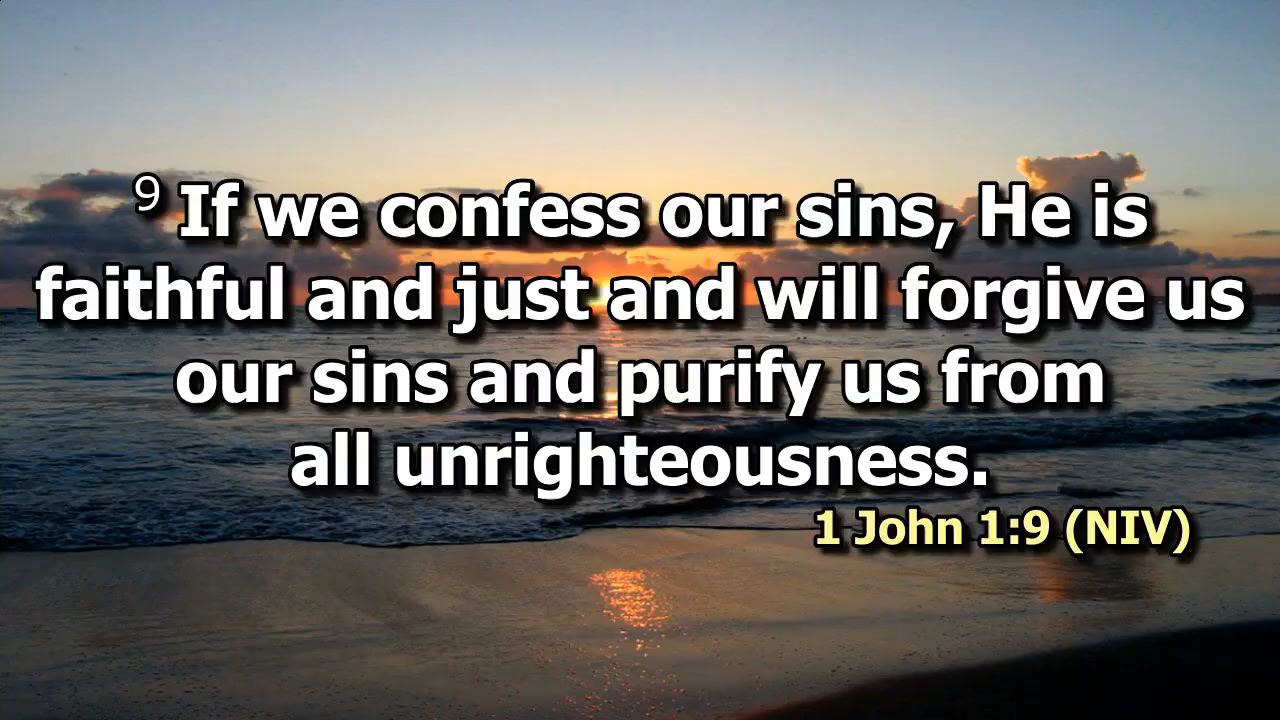 9 If we confess our sins, He is
faithful and just and will forgive us
our sins and purify us from
all unrighteousness.
1 John 1:9 (NIV)